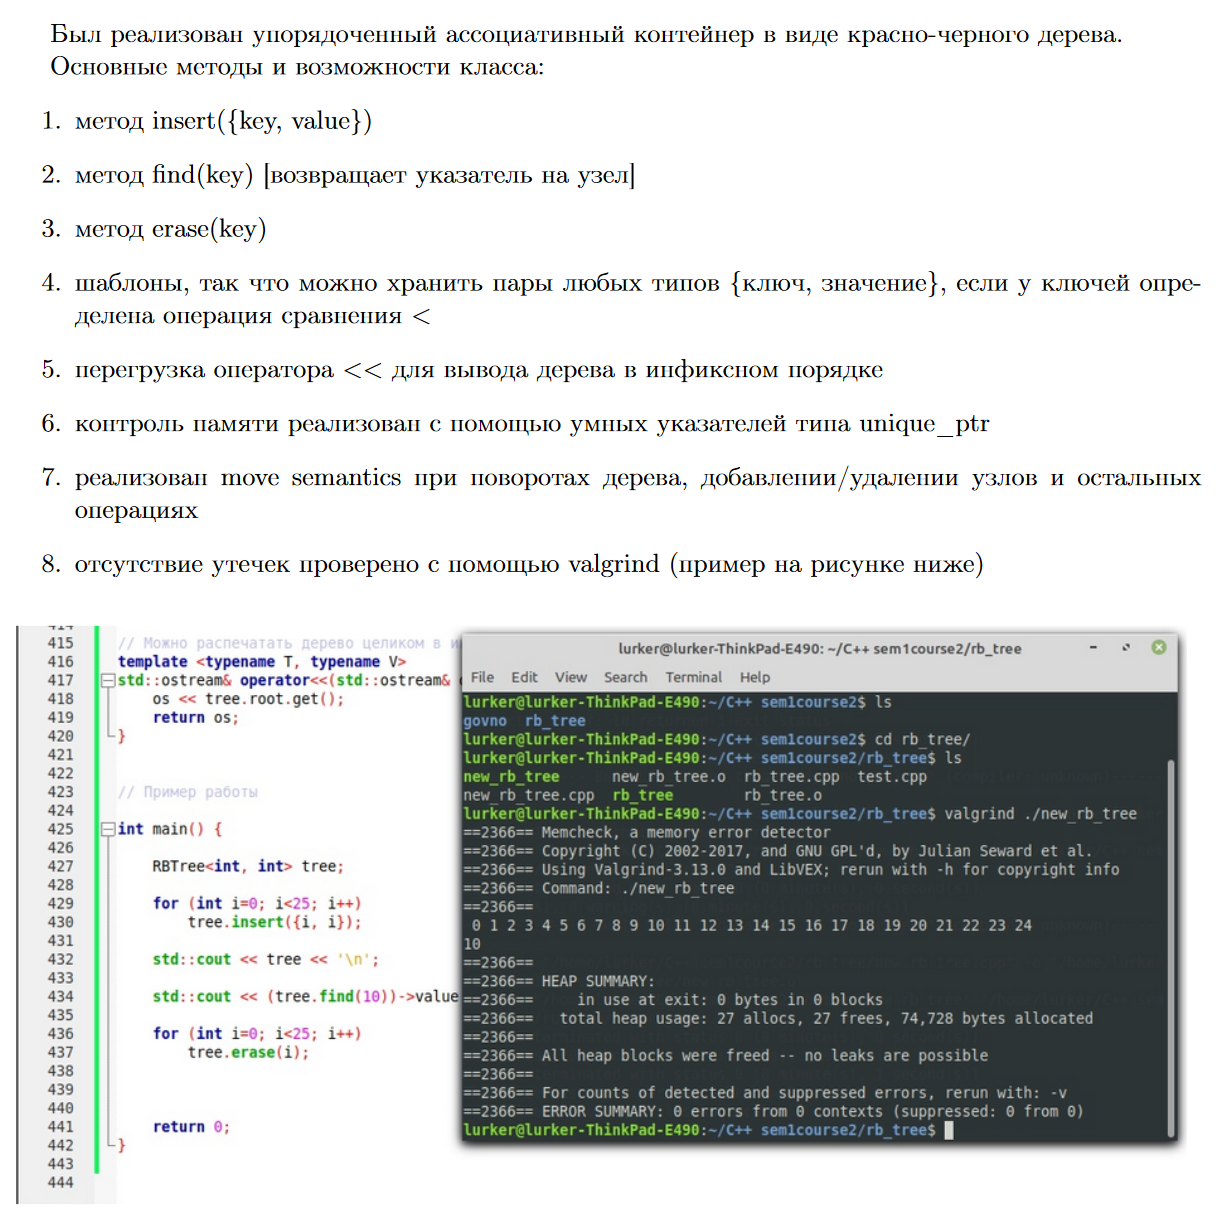 Был реализован упорядоченный ассоциативный контейнер в виде красно-черного дерева.
Основные методы и возможности класса:
1. метод insert({key, value})
2. метод find(key) [возвращает указатель на узел]
3. метод erase(key)
4. шаблоны, так что можно хранить пары любых типов {ключ, значение}, если у ключей опре-
делена операция сравнения <
5. перегрузка оператора << для вывода дерева в инфиксном порядке
6. контроль памяти реализован с помощью умных указателей типа unique_ptr
7. реализован move semantics при поворотах дерева, добавлении/удалении узлов и остальных
операциях
8. отсутствие утечек проверено с помощью valgrind (пример на рисунке ниже)
414
415 // Можно распечатать дерево целиком в и
416 template <typename T, typename V>
417 std::ostream& operator<<(std::ostream&
418 os << tree.root.get();
419 return os;
420 }
421
422
423 // Пример работы
424
425 int main() {
426
427 RBTree<int, int> tree;
428
429 for (int i=0; i<25; i++)
430 tree.insert({i, i});
431
432 std::cout << tree << '\n';
433
434 std::cout << (tree.find(10))->value
435
436 for (int i=0; i<25; i++)
437 tree.erase(i);
438
439
440
441 return 0;
442 }
443
444
lurker@lurker-ThinkPad-E490: ~/C++ sem1course2/rb_tree
File Edit View Search Terminal Help
lurker@lurker-ThinkPad-E490:~/C++ sem1course2$ ls
govno rb_tree
lurker@lurker-ThinkPad-E490:~/C++ sem1course2$ cd rb_tree/
lurker@lurker-ThinkPad-E490:~/C++ sem1course2/rb_tree$ ls
new_rb_tree new_rb_tree.o rb_tree.cpp test.cpp
new_rb_tree.cpp rb_tree rb_tree.o
lurker@lurker-ThinkPad-E490:~/C++ sem1course2/rb_tree$ valgrind ./new_rb_tree
==2366== Memcheck, a memory error detector
==2366== Copyright (C) 2002-2017, and GNU GPL'd, by Julian Seward et al.
==2366== Using Valgrind-3.13.0 and LibVEX; rerun with -h for copyright info
==2366== Command: ./new_rb_tree
==2366==
0 1 2 3 4 5 6 7 8 9 10 11 12 13 14 15 16 17 18 19 20 21 22 23 24
10
==2366==
==2366== HEAP SUMMARY:
==2366== in use at exit: 0 bytes in 0 blocks
==2366== total heap usage: 27 allocs, 27 frees, 74,728 bytes allocated
==2366==
==2366== All heap blocks were freed -- no leaks are possible
==2366==
==2366== For counts of detected and suppressed errors, rerun with: -v
==2366== ERROR SUMMARY: 0 errors from 0 contexts (suppressed: 0 from 0)
lurker@lurker-ThinkPad-E490:~/C++ sem1course2/rb_tree$